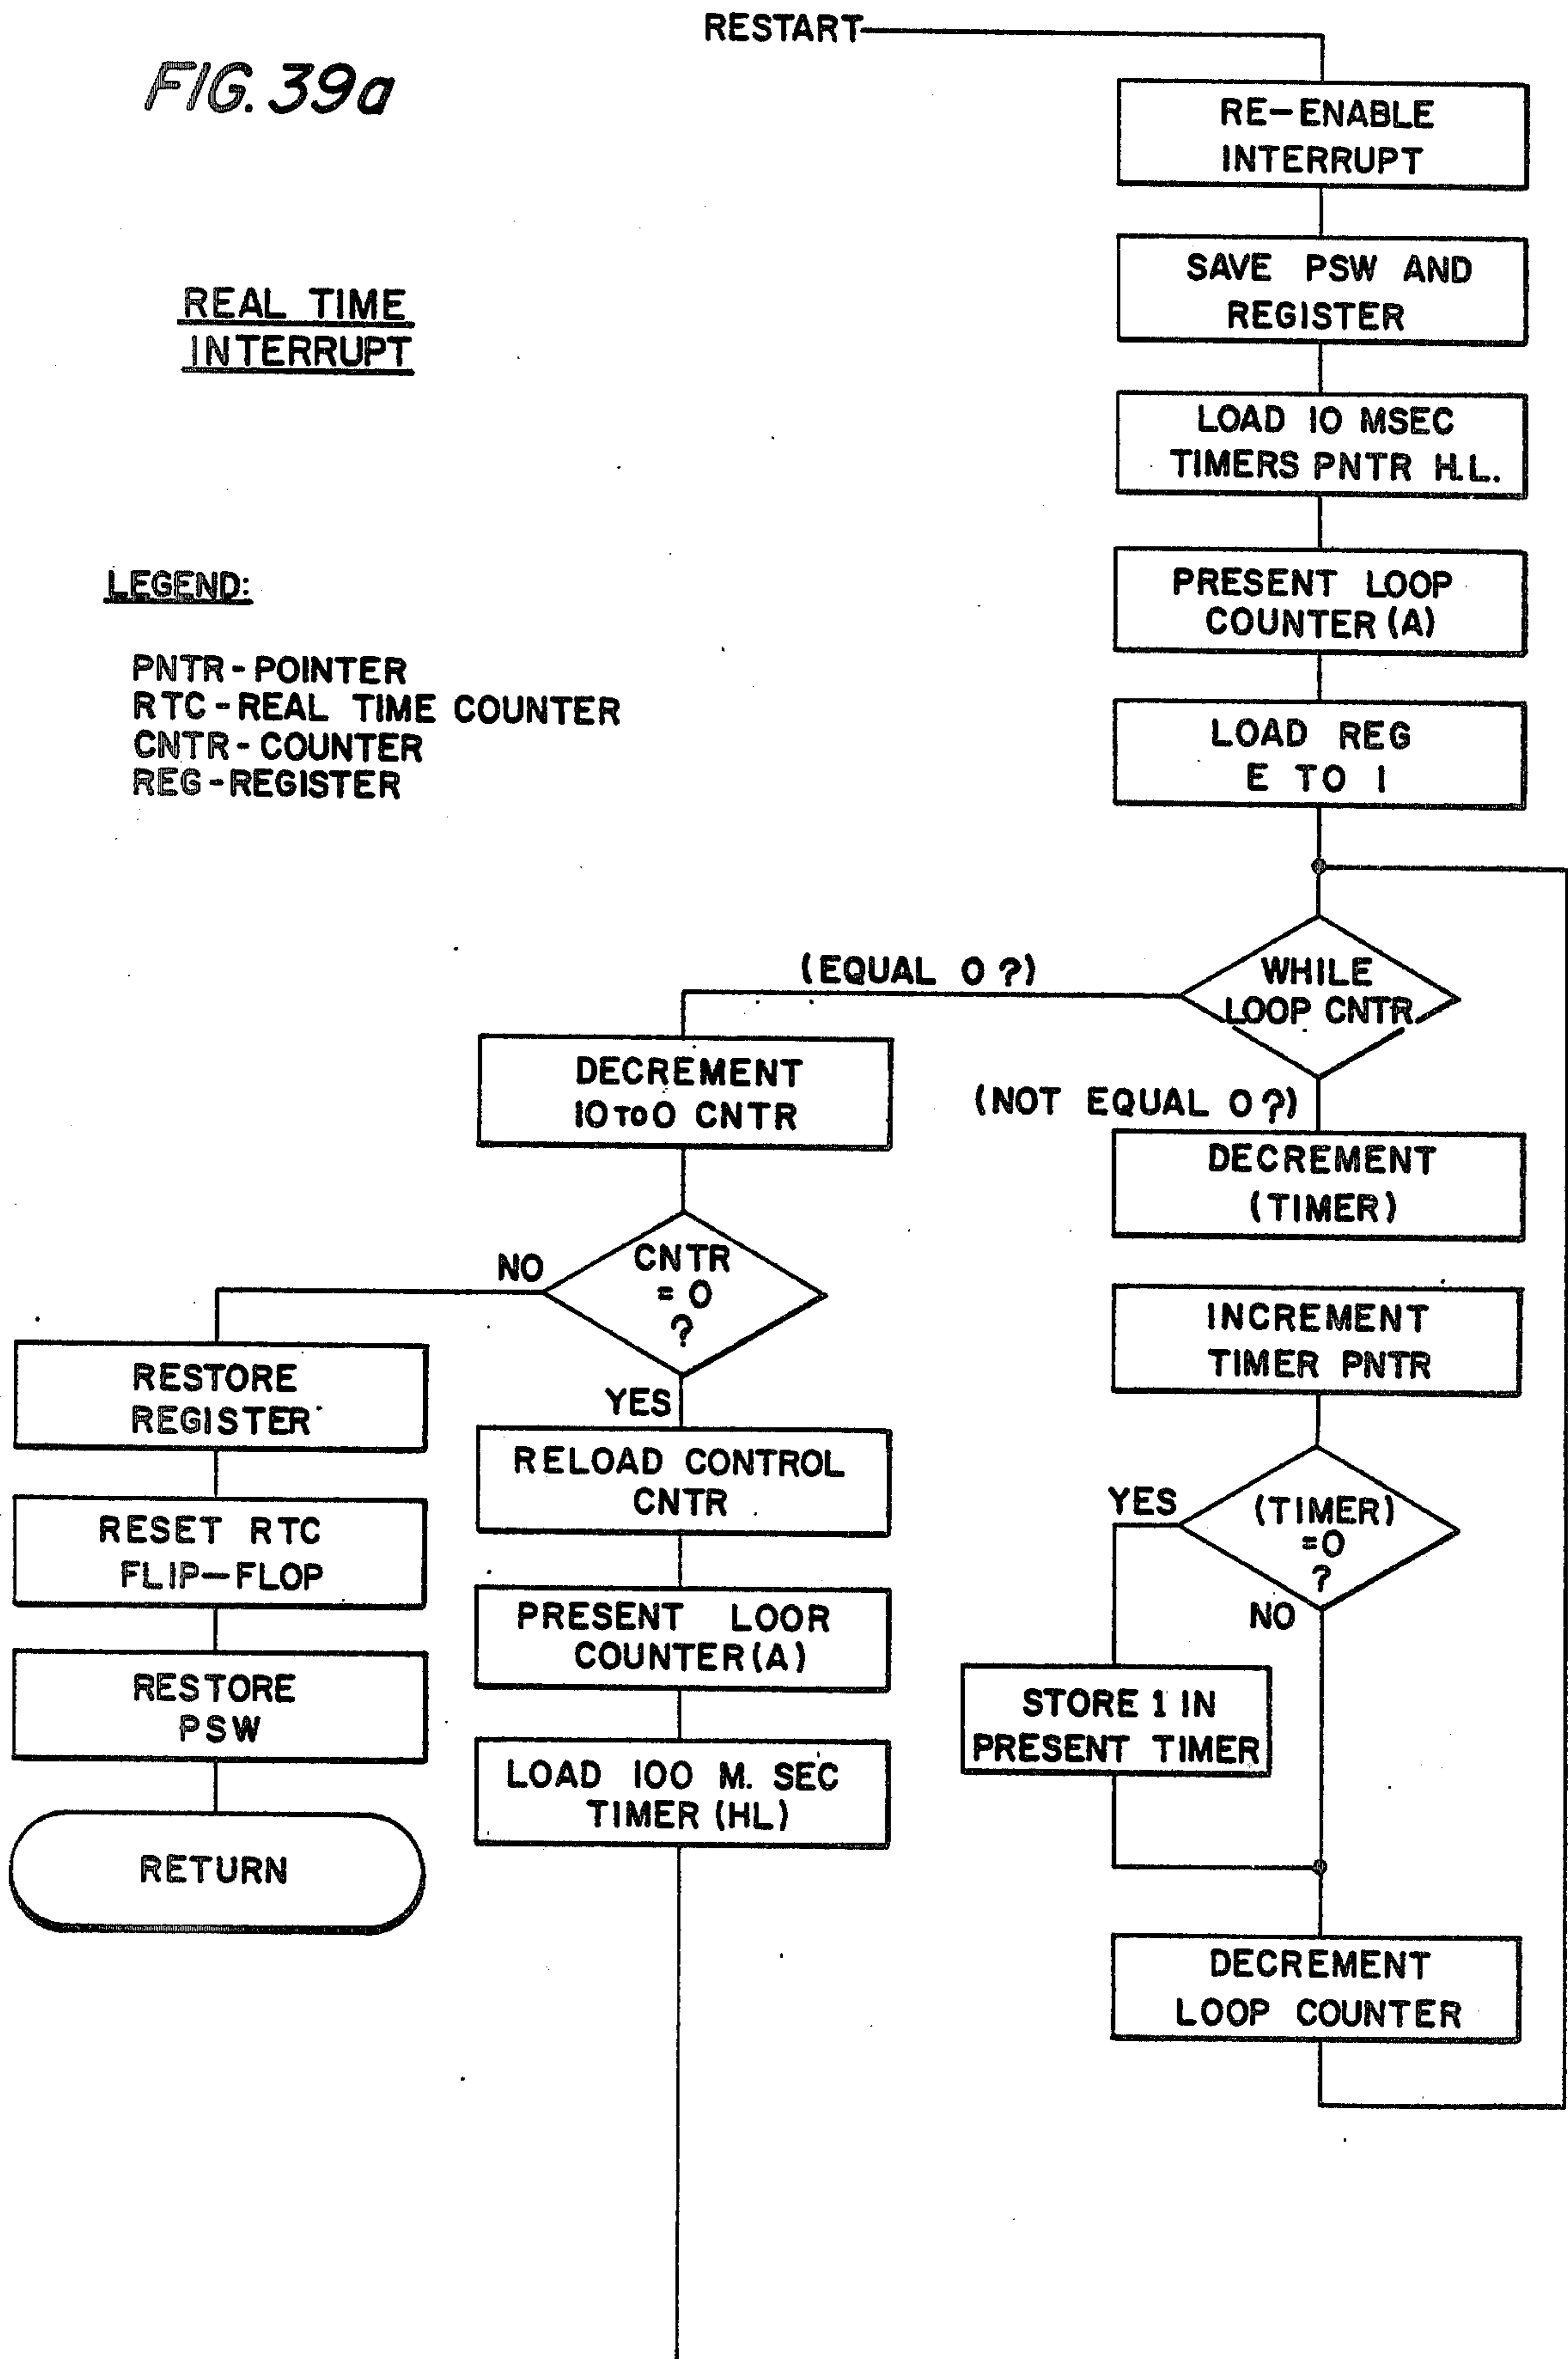 RESTART
FIG. 39a
RE-ENABLE
INTERRUPT
REAL TIME
INTERRUPT
SAVE PSW AND
REGISTER
LOAD 10 MSEC
TIMERS PNTR H.L.
LEGEND:
PNTR-POINTER
RTC-REAL TIME COUNTER
CNTR-COUNTER
REG-REGISTER
PRESENT LOOP
COUNTER(A)
LOAD REG
E TO 1
WHILE
LOOP CNTR.
(EQUAL 0?)
(NOT EQUAL 0?)
DECREMENT
10 TO 0 CNTR
DECREMENT
(TIMER)
CNTR
= 0
?
NO
YES
INCREMENT
TIMER PNTR
RESTORE
REGISTER
RESET RTC
FLIP-FLOP
RESTORE
PSW
RETURN
RELOAD CONTROL
CNTR
PRESENT LOOR
COUNTER(A)
LOAD 100 M. SEC
TIMER (HL)
(TIMER)
=0
?
YES
NO
STORE 1 IN
PRESENT TIMER
DECREMENT
LOOP COUNTER